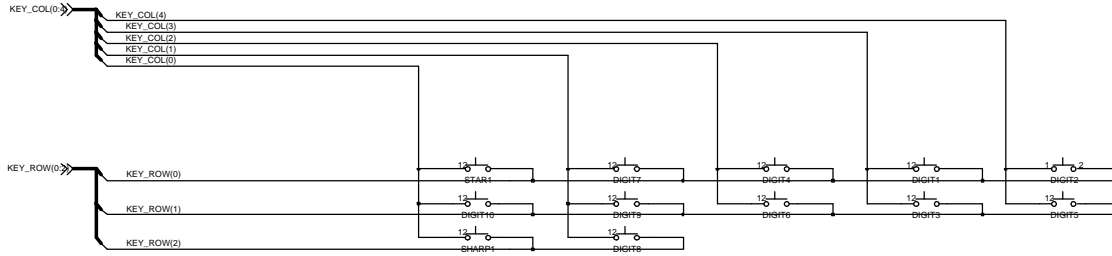 KEY_COL(0:4)
KEY_COL(4)
KEY_COL(3)
KEY_COL(2)
KEY_COL(1)
KEY_COL(0)
KEY_ROW(0:2)
KEY_ROW(0)
12 12 12 12 1 2
STAR1 DIGIT7 DIGIT4 DIGIT1 DIGIT2
KEY_ROW(1)
12 12 12 12
DIGIT10 DIGIT9 DIGIT6 DIGIT3 DIGIT5
KEY_ROW(2)
12 12
SHARP1 DIGIT8